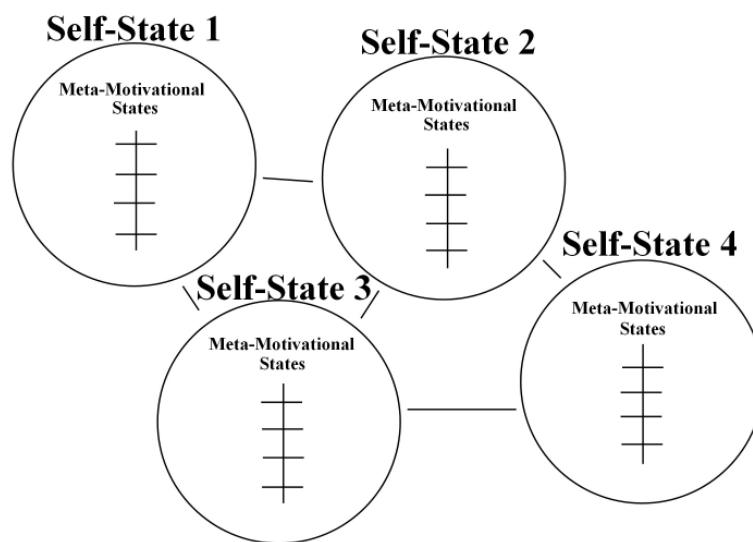 Self-State 1
Meta-Motivational
States
Self-State 2
Meta-Motivational
States
Self-State 3
Meta-Motivational
States
Self-State 4
Meta-Motivational
States